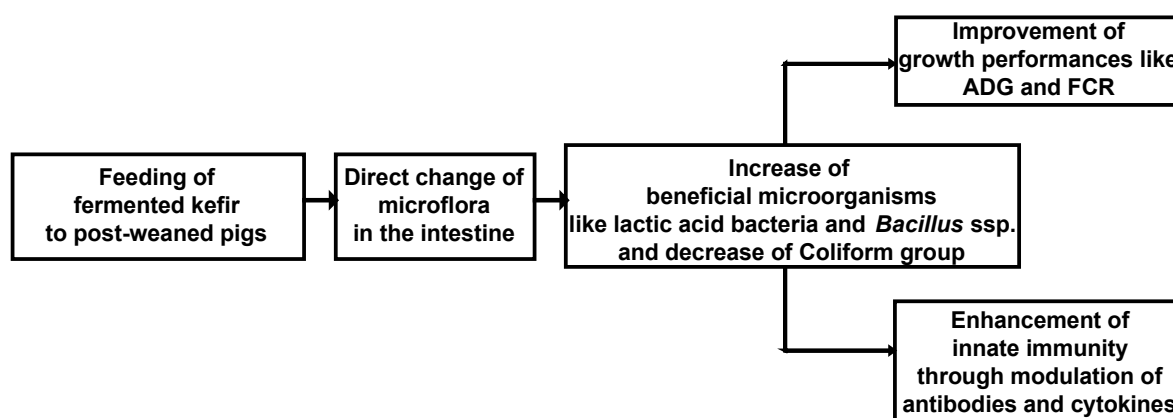 Feeding of
fermented kefir
to post-weaned pigs
Direct change of
microflora
in the intestine
Increase of
beneficial microorganisms
like lactic acid bacteria and Bacillus ssp.
and decrease of Coliform group
Improvement of
growth performances like
ADG and FCR
Enhancement of
innate immunity
through modulation of
antibodies and cytokines